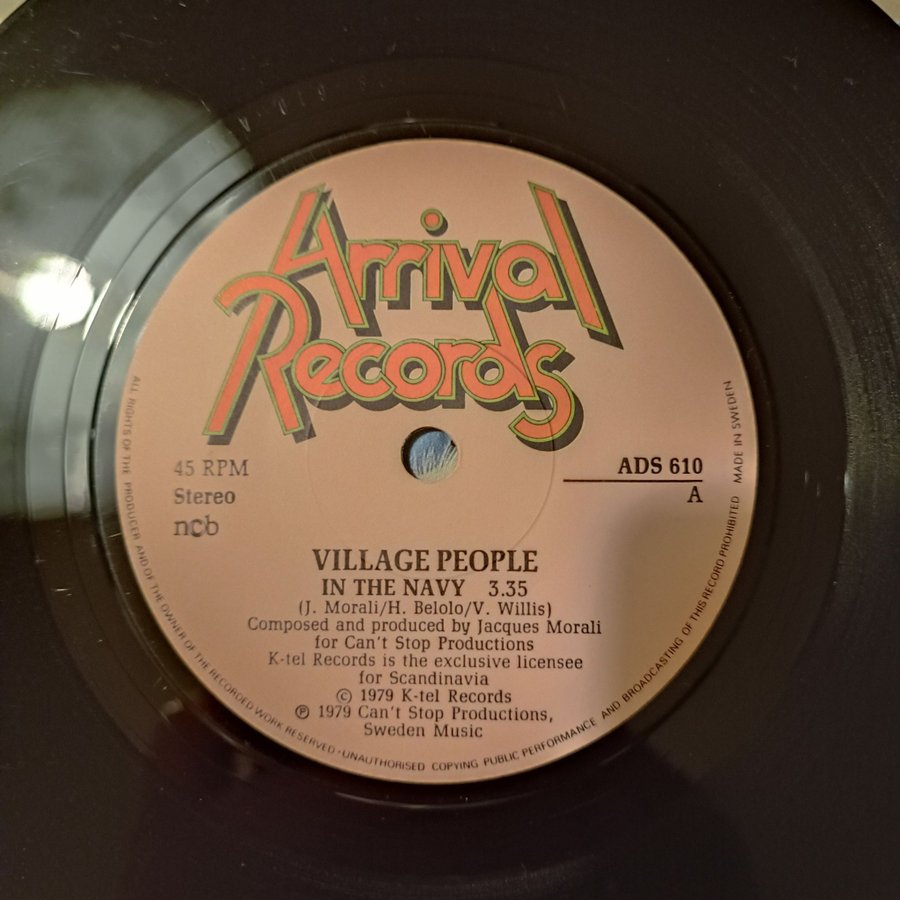 Arrival
Records
45 RPM
Stereo
ncb
ADS 610
A
VILLAGE PEOPLE
IN THE NAVY 3.35
(J. Morali/H. Belolo/V. Willis)
Composed and produced by Jacques Morali
for Can't Stop Productions
K-tel Records is the exclusive licensee
for Scandinavia
© 1979 K-tel Records
℗ 1979 Can't Stop Productions,
Sweden Music
ALL RIGHTS OF THE PRODUCER AND OF THE OWNER OF THE RECORDED WORK RESERVED · UNAUTHORISED COPYING PUBLIC PERFORMANCE AND BROADCASTING OF THIS RECORD PROHIBITED MADE IN SWEDEN